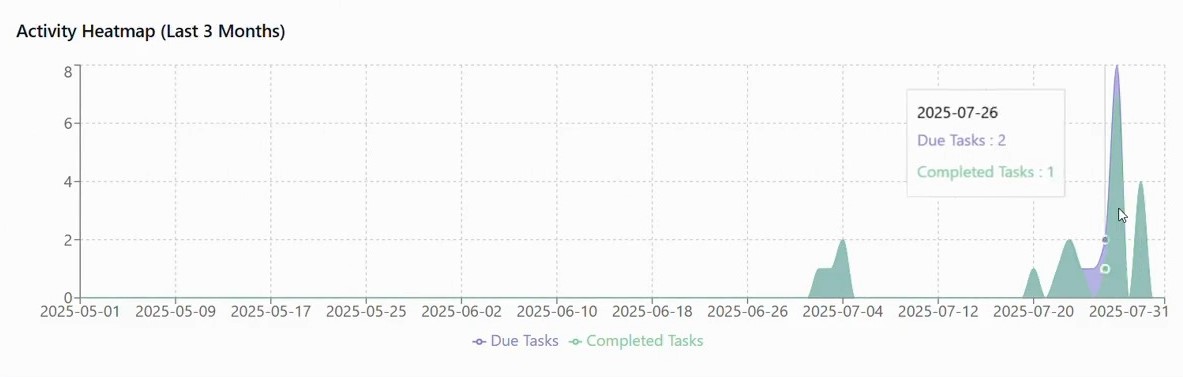 Activity Heatmap (Last 3 Months)
8
6
4
2
0
2025-07-26
Due Tasks : 2
Completed Tasks : 1
2025-05-01 2025-05-09 2025-05-17 2025-05-25 2025-06-02 2025-06-10 2025-06-18 2025-06-26 2025-07-04 2025-07-12 2025-07-20 2025-07-31
Due Tasks Completed Tasks